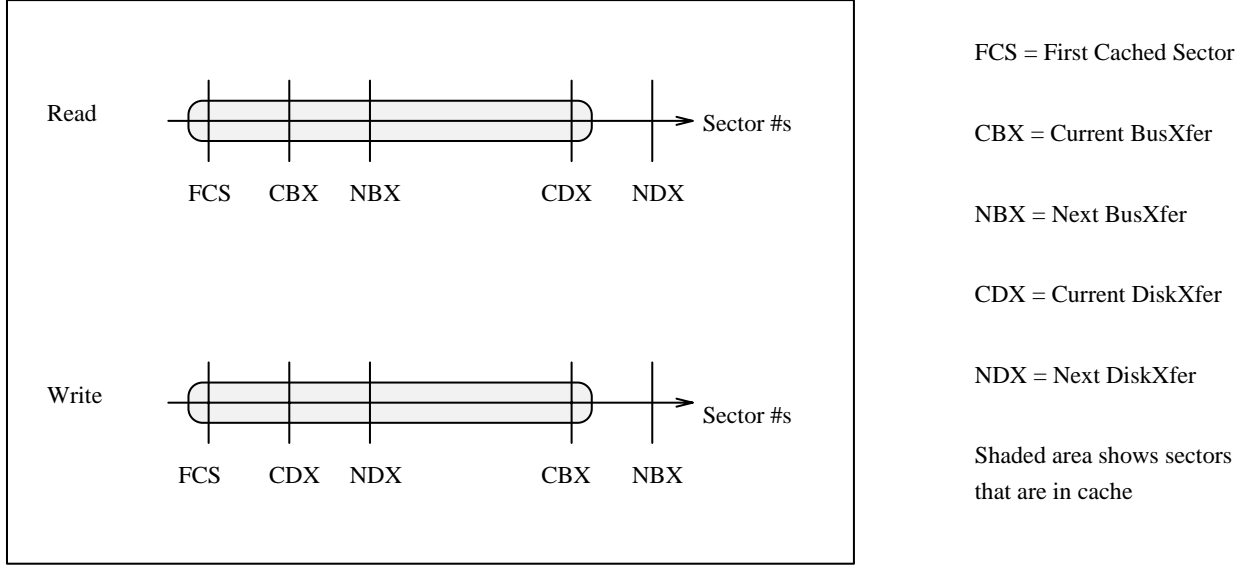 Read
Sector #s
FCS CBX NBX CDX NDX
Write
Sector #s
FCS CDX NDX CBX NBX
FCS = First Cached Sector
CBX = Current BusXfer
NBX = Next BusXfer
CDX = Current DiskXfer
NDX = Next DiskXfer
Shaded area shows sectors
that are in cache